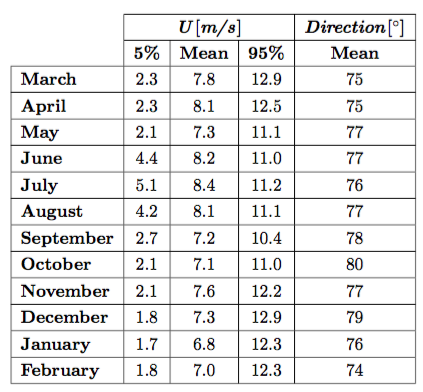 U[m/s] Direction[°]
5% Mean 95% Mean
March 2.3 7.8 12.9 75
April 2.3 8.1 12.5 75
May 2.1 7.3 11.1 77
June 4.4 8.2 11.0 77
July 5.1 8.4 11.2 76
August 4.2 8.1 11.1 77
September 2.7 7.2 10.4 78
October 2.1 7.1 11.0 80
November 2.1 7.6 12.2 77
December 1.8 7.3 12.9 79
January 1.7 6.8 12.3 76
February 1.8 7.0 12.3 74